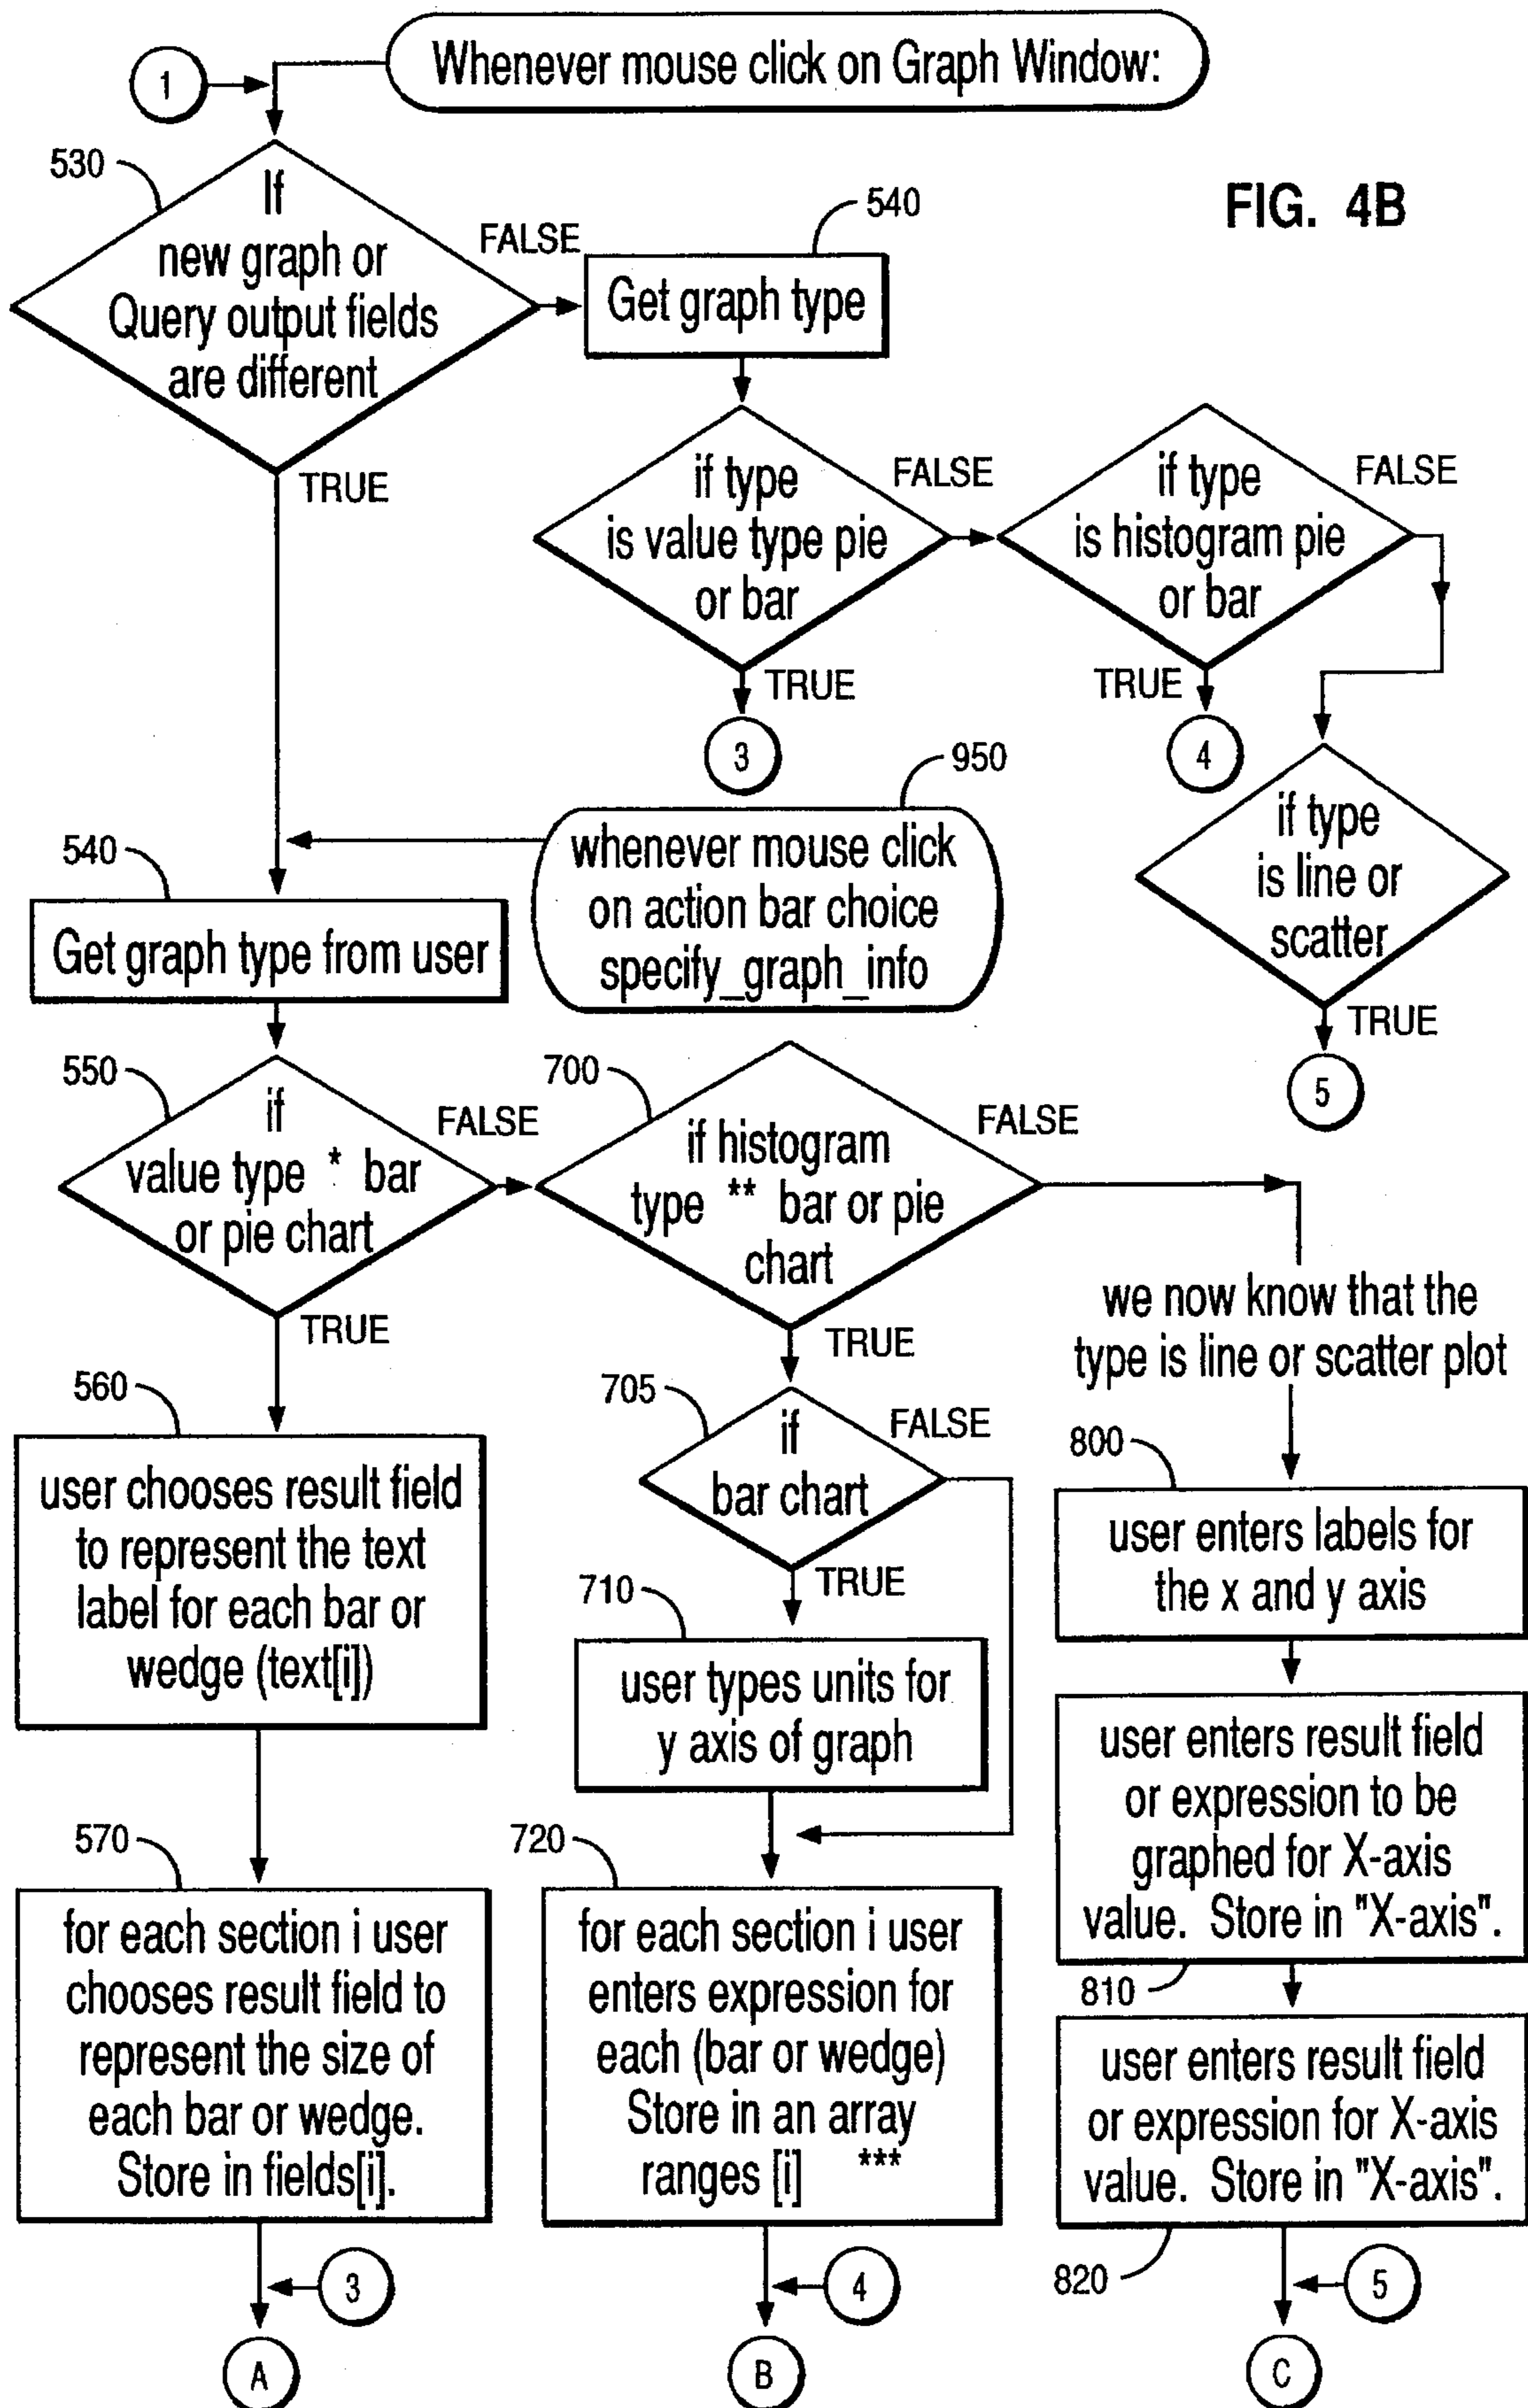 Whenever mouse click on Graph Window:
1
530
If
new graph or
Query output fields
are different
FALSE
TRUE
540
Get graph type
FIG. 4B
if type
is value type pie
or bar
FALSE
TRUE
3
if type
is histogram pie
or bar
FALSE
TRUE
4
if type
is line or
scatter
TRUE
5
950
whenever mouse click
on action bar choice
specify_graph_info
540
Get graph type from user
550
if
value type * bar
or pie chart
FALSE
TRUE
700
if histogram
type ** bar or pie
chart
FALSE
TRUE
we now know that the
type is line or scatter plot
560
user chooses result field
to represent the text
label for each bar or
wedge (text[i])
705
if
bar chart
FALSE
TRUE
710
user types units for
y axis of graph
800
user enters labels for
the x and y axis
user enters result field
or expression to be
graphed for X-axis
value. Store in "X-axis".
810
570
for each section i user
chooses result field to
represent the size of
each bar or wedge.
Store in fields[i].
720
for each section i user
enters expression for
each (bar or wedge)
Store in an array
ranges [i] ***
user enters result field
or expression for X-axis
value. Store in "X-axis".
820
3
A
4
B
5
C